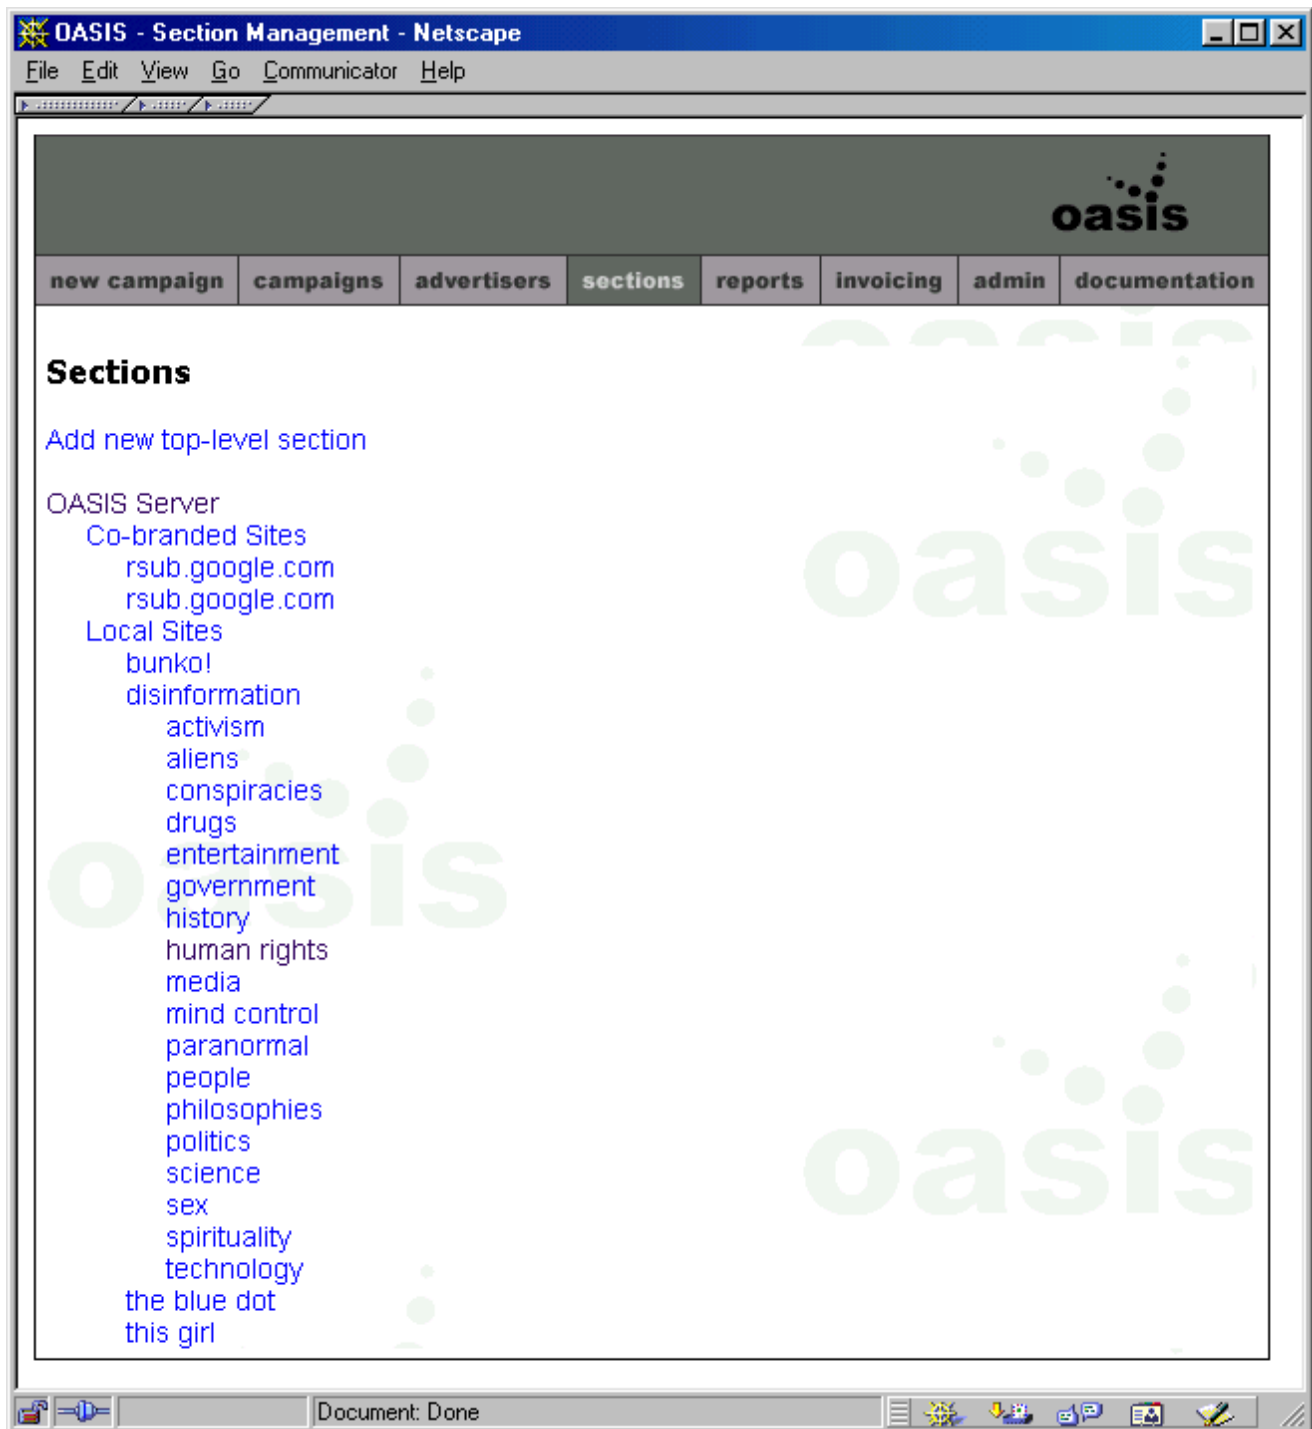 OASIS - Section Management - Netscape
File Edit View Go Communicator Help
oasis
new campaign campaigns advertisers sections reports invoicing admin documentation
Sections
Add new top-level section
OASIS Server
Co-branded Sites
rsub.google.com
rsub.google.com
Local Sites
bunko!
disinformation
activism
aliens
conspiracies
drugs
entertainment
government
history
human rights
media
mind control
paranormal
people
philosophies
politics
science
sex
spirituality
technology
the blue dot
this girl
oasis
oasis
oasis
Document: Done